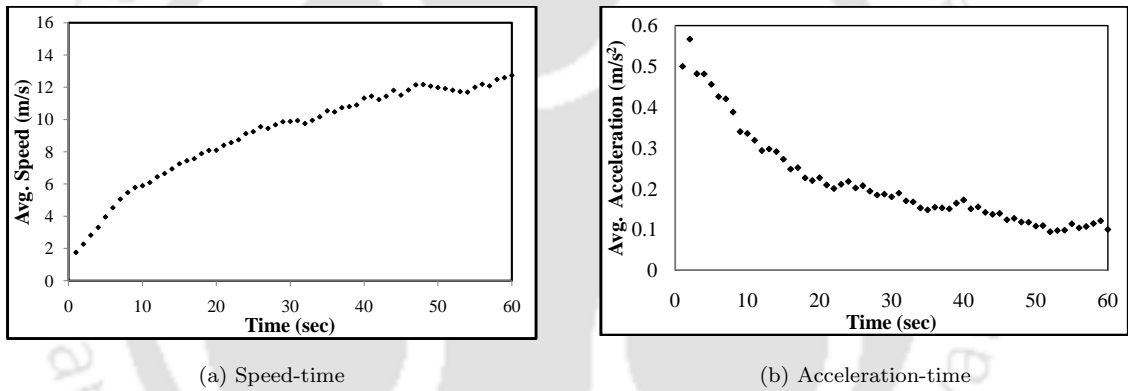 16
14
12
10
8
6
4
2
0
Avg. Speed (m/s)
0 10 20 30 40 50 60
Time (sec)
(a) Speed-time
0.6
0.5
0.4
0.3
0.2
0.1
0
Avg. Acceleration (m/s²)
0 10 20 30 40 50 60
Time (sec)
(b) Acceleration-time